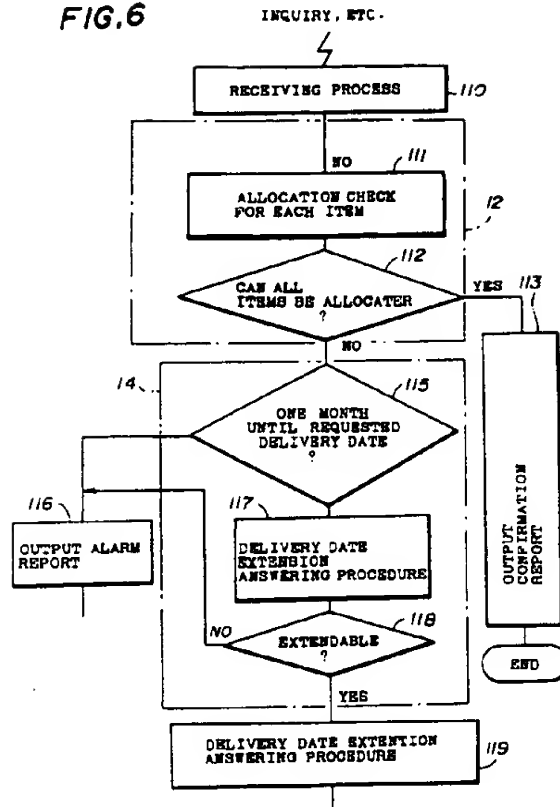 FIG.6
INQUIRY, ETC.
RECEIVING PROCESS
110
NO
111
ALLOCATION CHECK
FOR EACH ITEM
12
112
CAN ALL
ITEMS BE ALLOCATER
?
YES
113
NO
14
115
ONE MONTH
UNTIL REQUESTED
DELIVERY DATE
?
116
OUTPUT ALARM
REPORT
117
DELIVERY DATE
EXTENSION
ANSWERING PROCEDURE
OUTPUT
CONFIRMATION
REPORT
118
NO
EXTENDABLE
?
END
YES
DELIVERY DATE EXTENTION
ANSWERING PROCEDURE
119